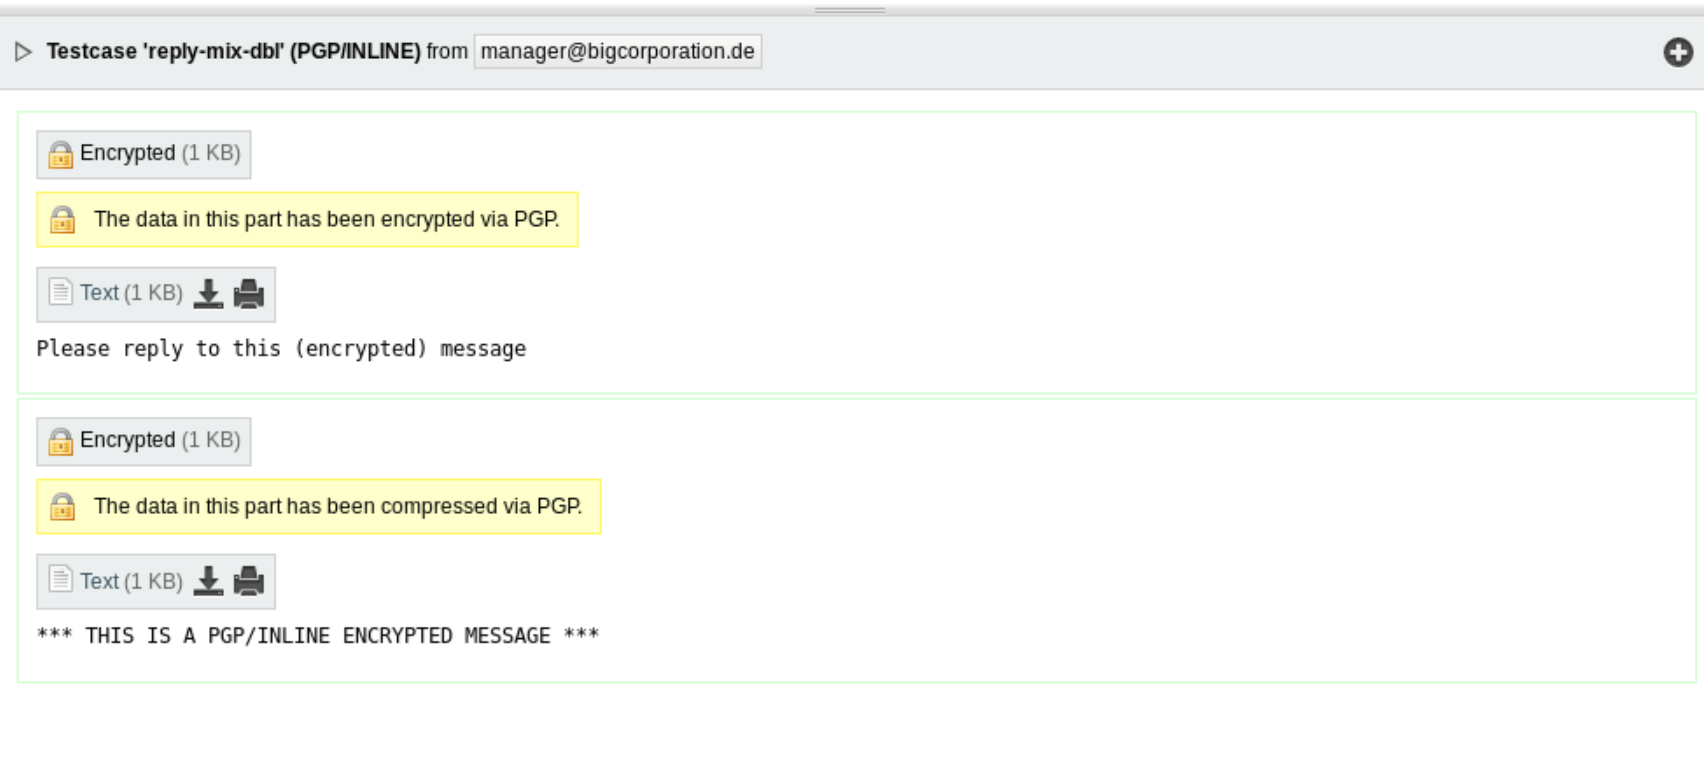 Testcase 'reply-mix-dbl' (PGP/INLINE) from manager@bigcorporation.de
Encrypted (1 KB)
The data in this part has been encrypted via PGP.
Text (1 KB)
Please reply to this (encrypted) message
Encrypted (1 KB)
The data in this part has been compressed via PGP.
Text (1 KB)
*** THIS IS A PGP/INLINE ENCRYPTED MESSAGE ***